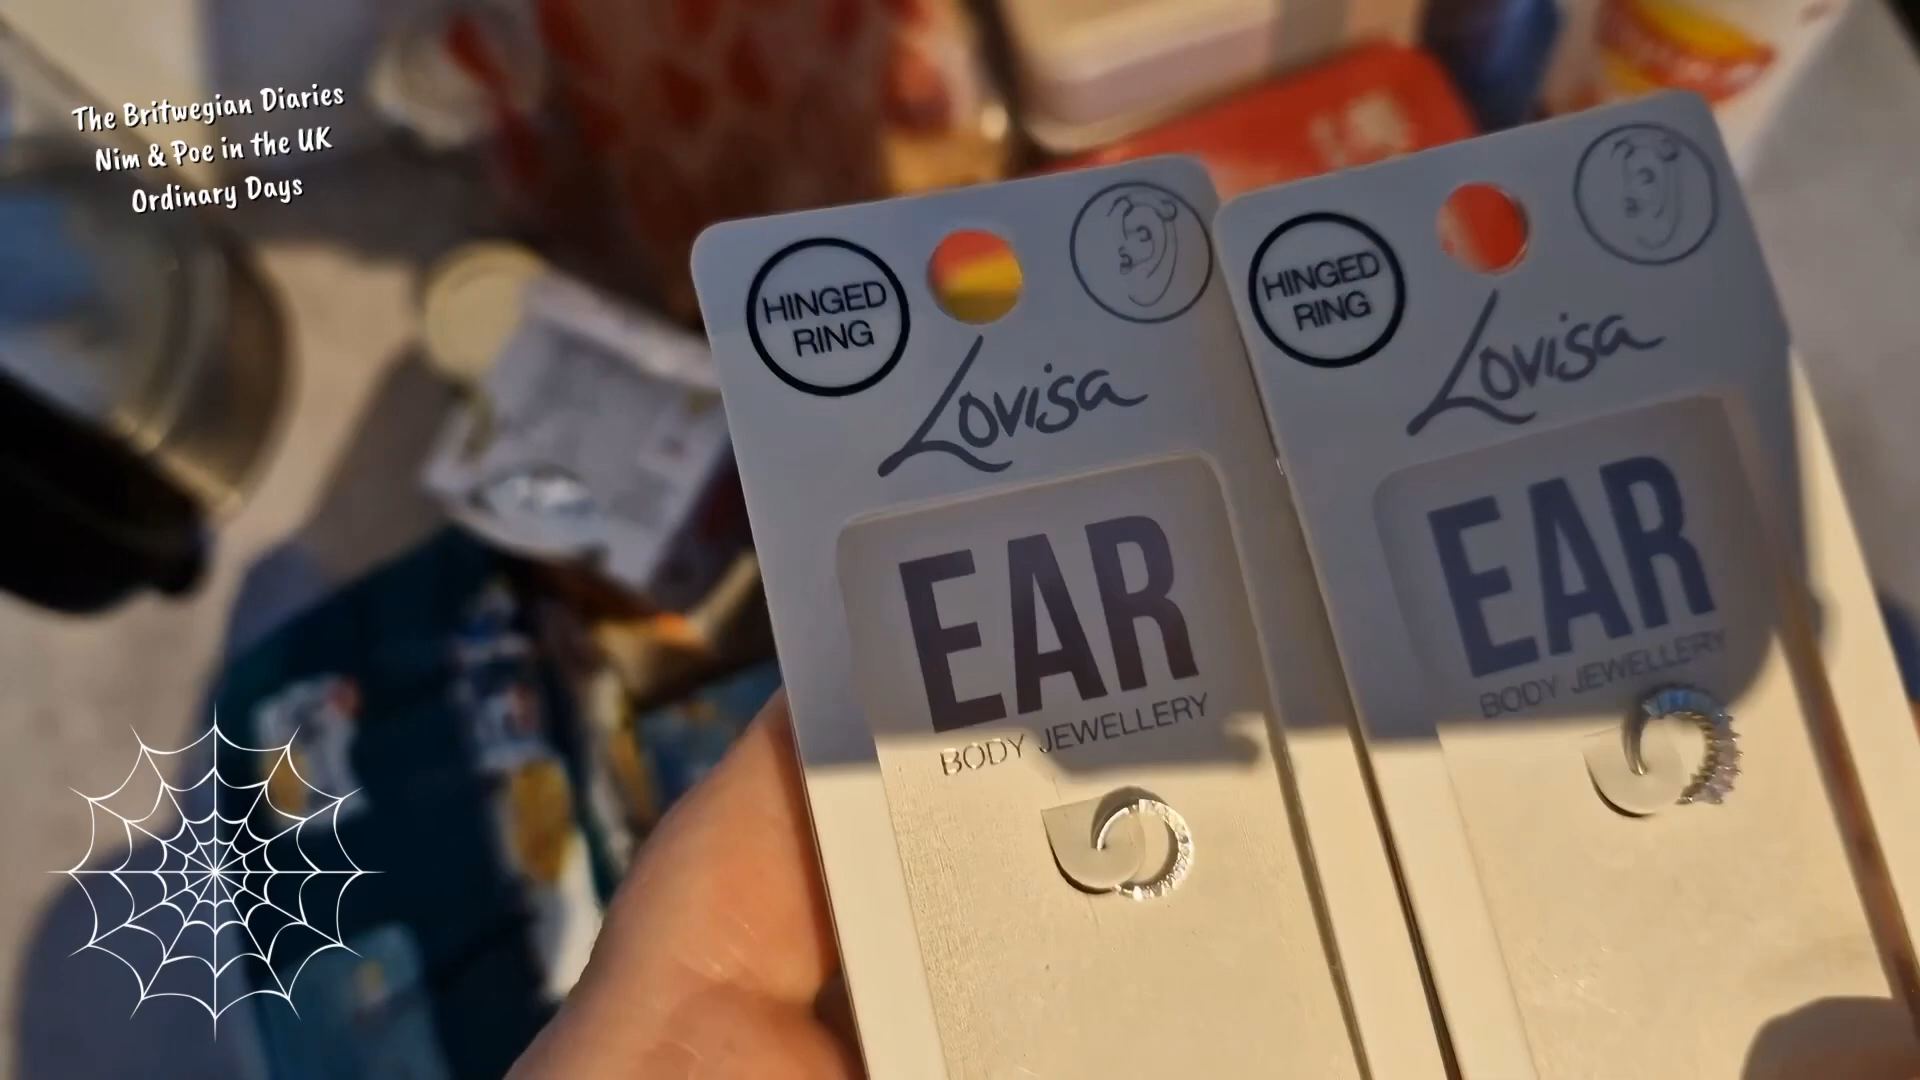 The Britwegian Diaries
Nim & Poe in the UK
Ordinary Days
HINGED
RING
Lovisa
EAR
BODY JEWELLERY
HINGED
RING
Lovisa
EAR
BODY JEWELLERY